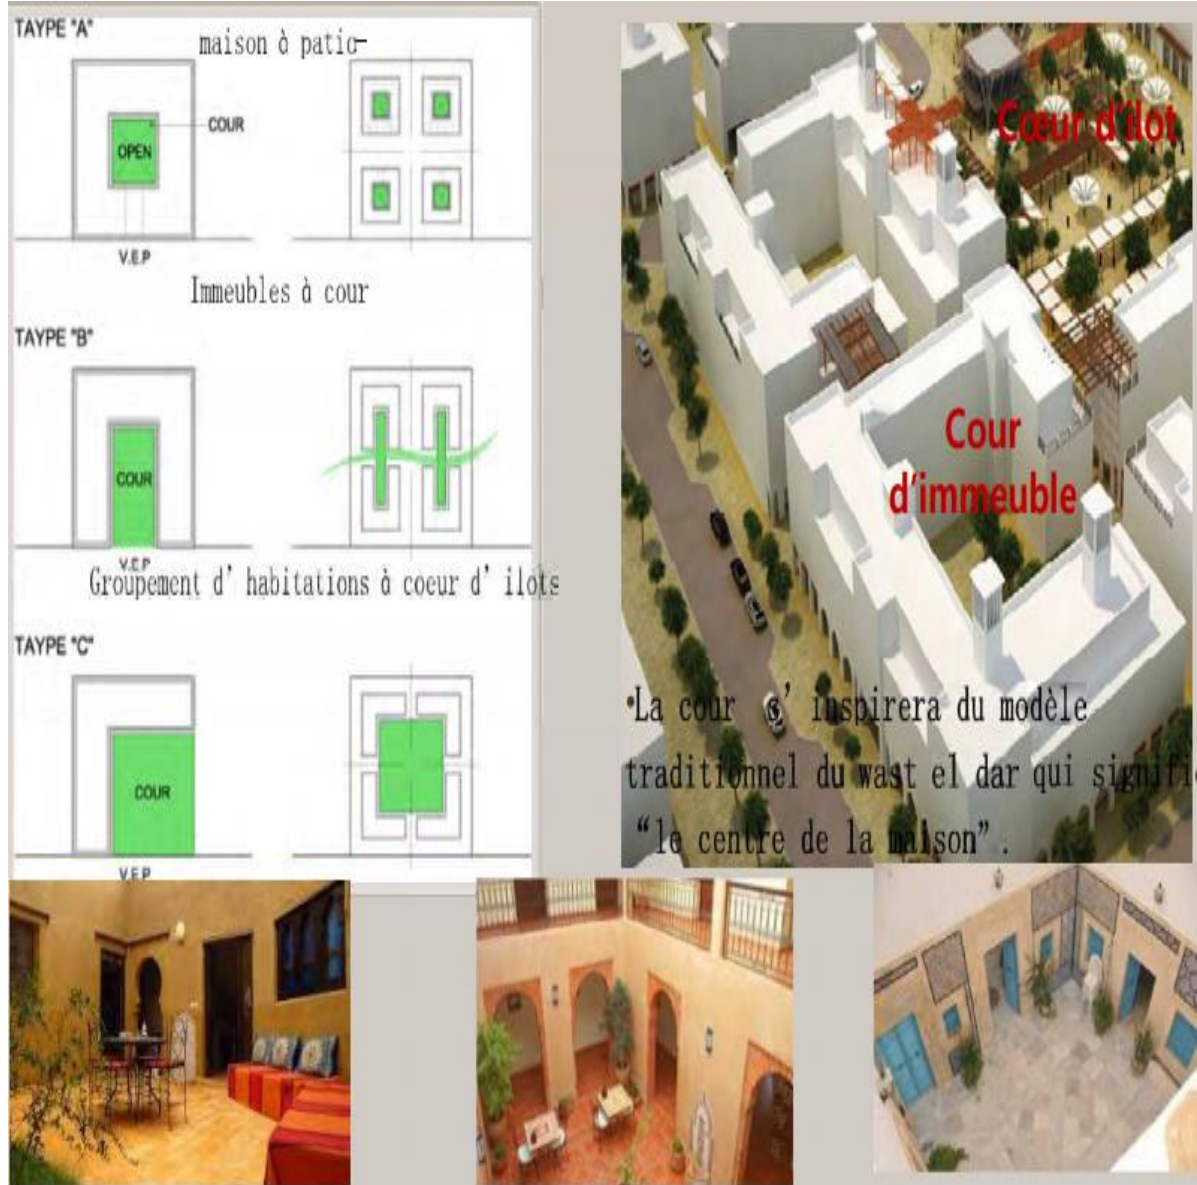 TAYPE "A"
maison à patio-
COUR
OPEN
V.E.P
Immeubles à cour
TAYPE "B"
COUR
V.E.P
Groupement d' habitations à coeur d' ilots
TAYPE "C"
COUR
V.E.P
Cœur d'ilot
Cour
d'immeuble
•La cour s' inspirera du modèle
traditionnel du wast el dar qui signifie
“le centre de la maison”.